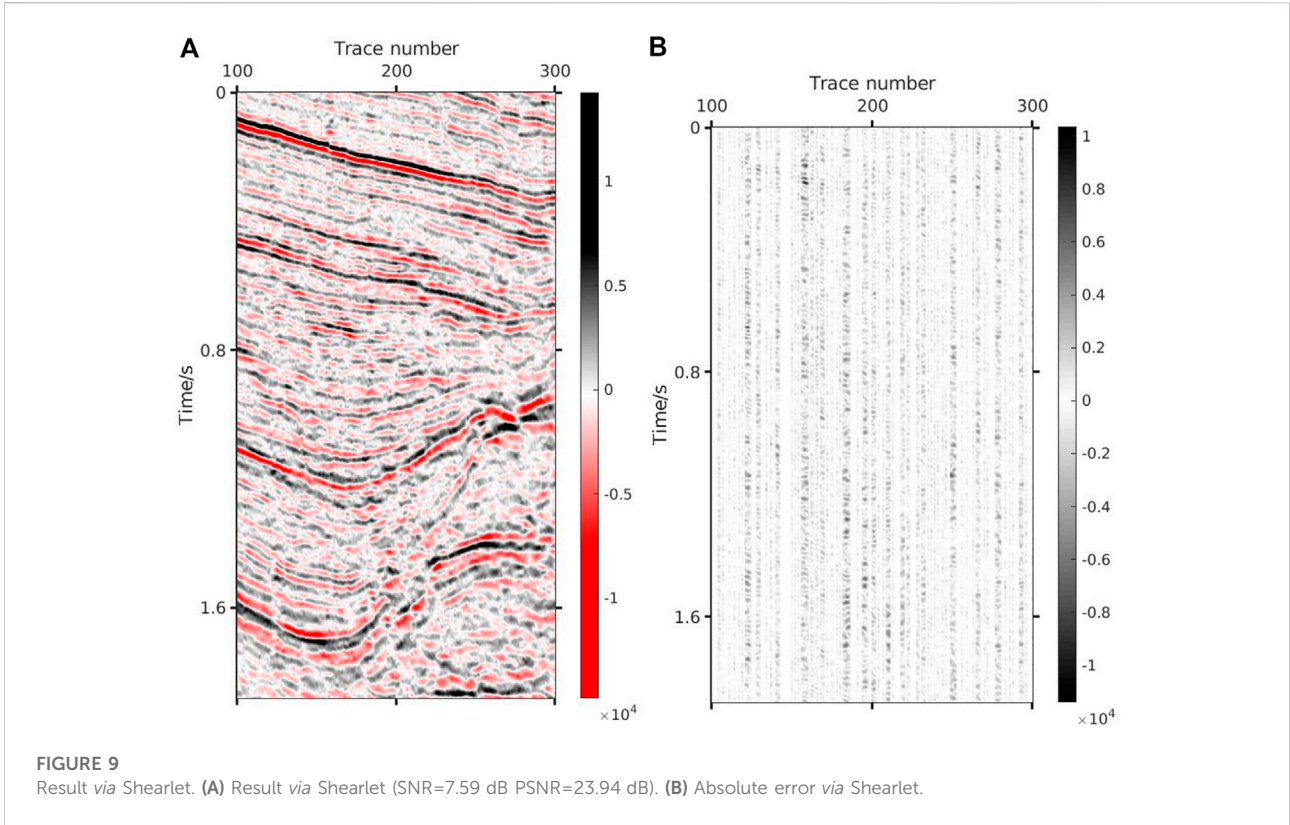 A
Trace number
100 200 300
0
0.8
1.6
Time/s
1
0.5
0
-0.5
-1
×10⁴
B
Trace number
100 200 300
0
0.8
1.6
Time/s
1
0.8
0.6
0.4
0.2
0
-0.2
-0.4
-0.6
-0.8
-1
×10⁴
FIGURE 9
Result via Shearlet. (A) Result via Shearlet (SNR=7.59 dB PSNR=23.94 dB). (B) Absolute error via Shearlet.